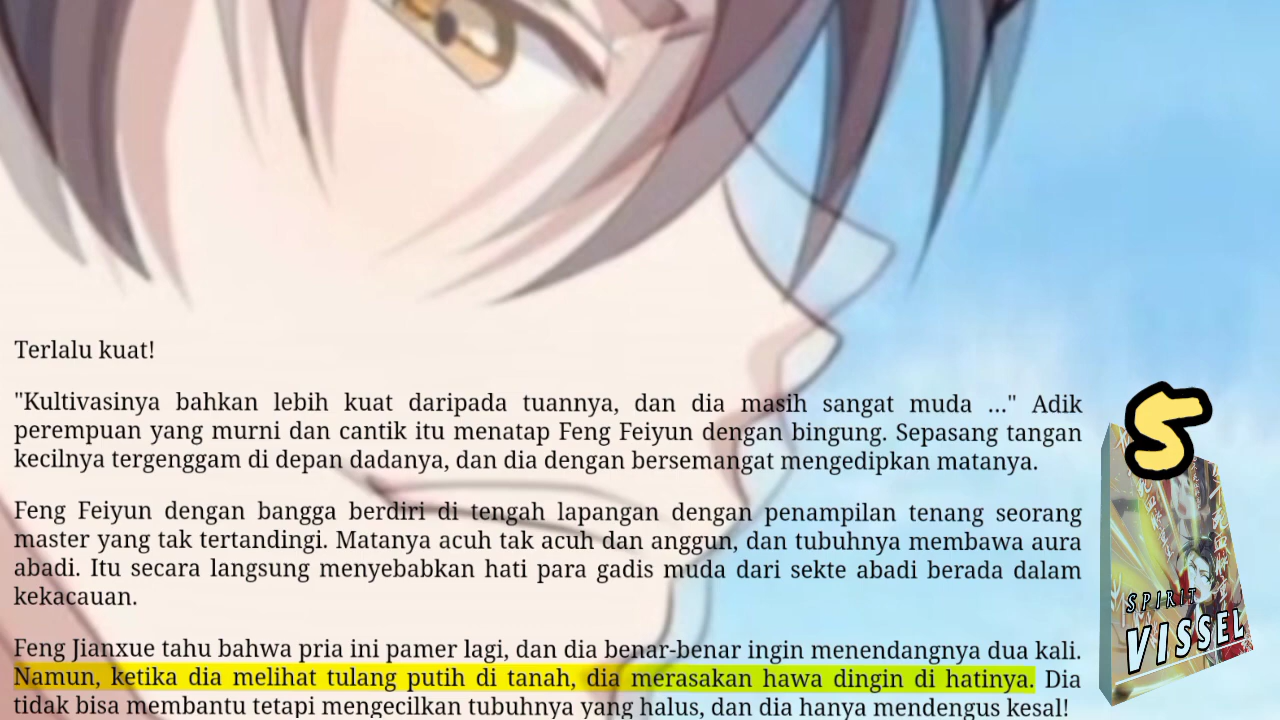 Terlalu kuat!
"Kultivasinya bahkan lebih kuat daripada tuannya, dan dia masih sangat muda ..." Adik
perempuan yang murni dan cantik itu menatap Feng Feiyun dengan bingung. Sepasang tangan
kecilnya tergenggam di depan dadanya, dan dia dengan bersemangat mengedipkan matanya.
Feng Feiyun dengan bangga berdiri di tengah lapangan dengan penampilan tenang seorang
master yang tak tertandingi. Matanya acuh tak acuh dan anggun, dan tubuhnya membawa aura
abadi. Itu secara langsung menyebabkan hati para gadis muda dari sekte abadi berada dalam
kekacauan.
Feng Jianxue tahu bahwa pria ini pamer lagi, dan dia benar-benar ingin menendangnya dua kali.
Namun, ketika dia melihat tulang putih di tanah, dia merasakan hawa dingin di hatinya. Dia
tidak bisa membantu tetapi mengecilkan tubuhnya yang halus, dan dia hanya mendengus kesal!
S
SPIRIT
VISSEL